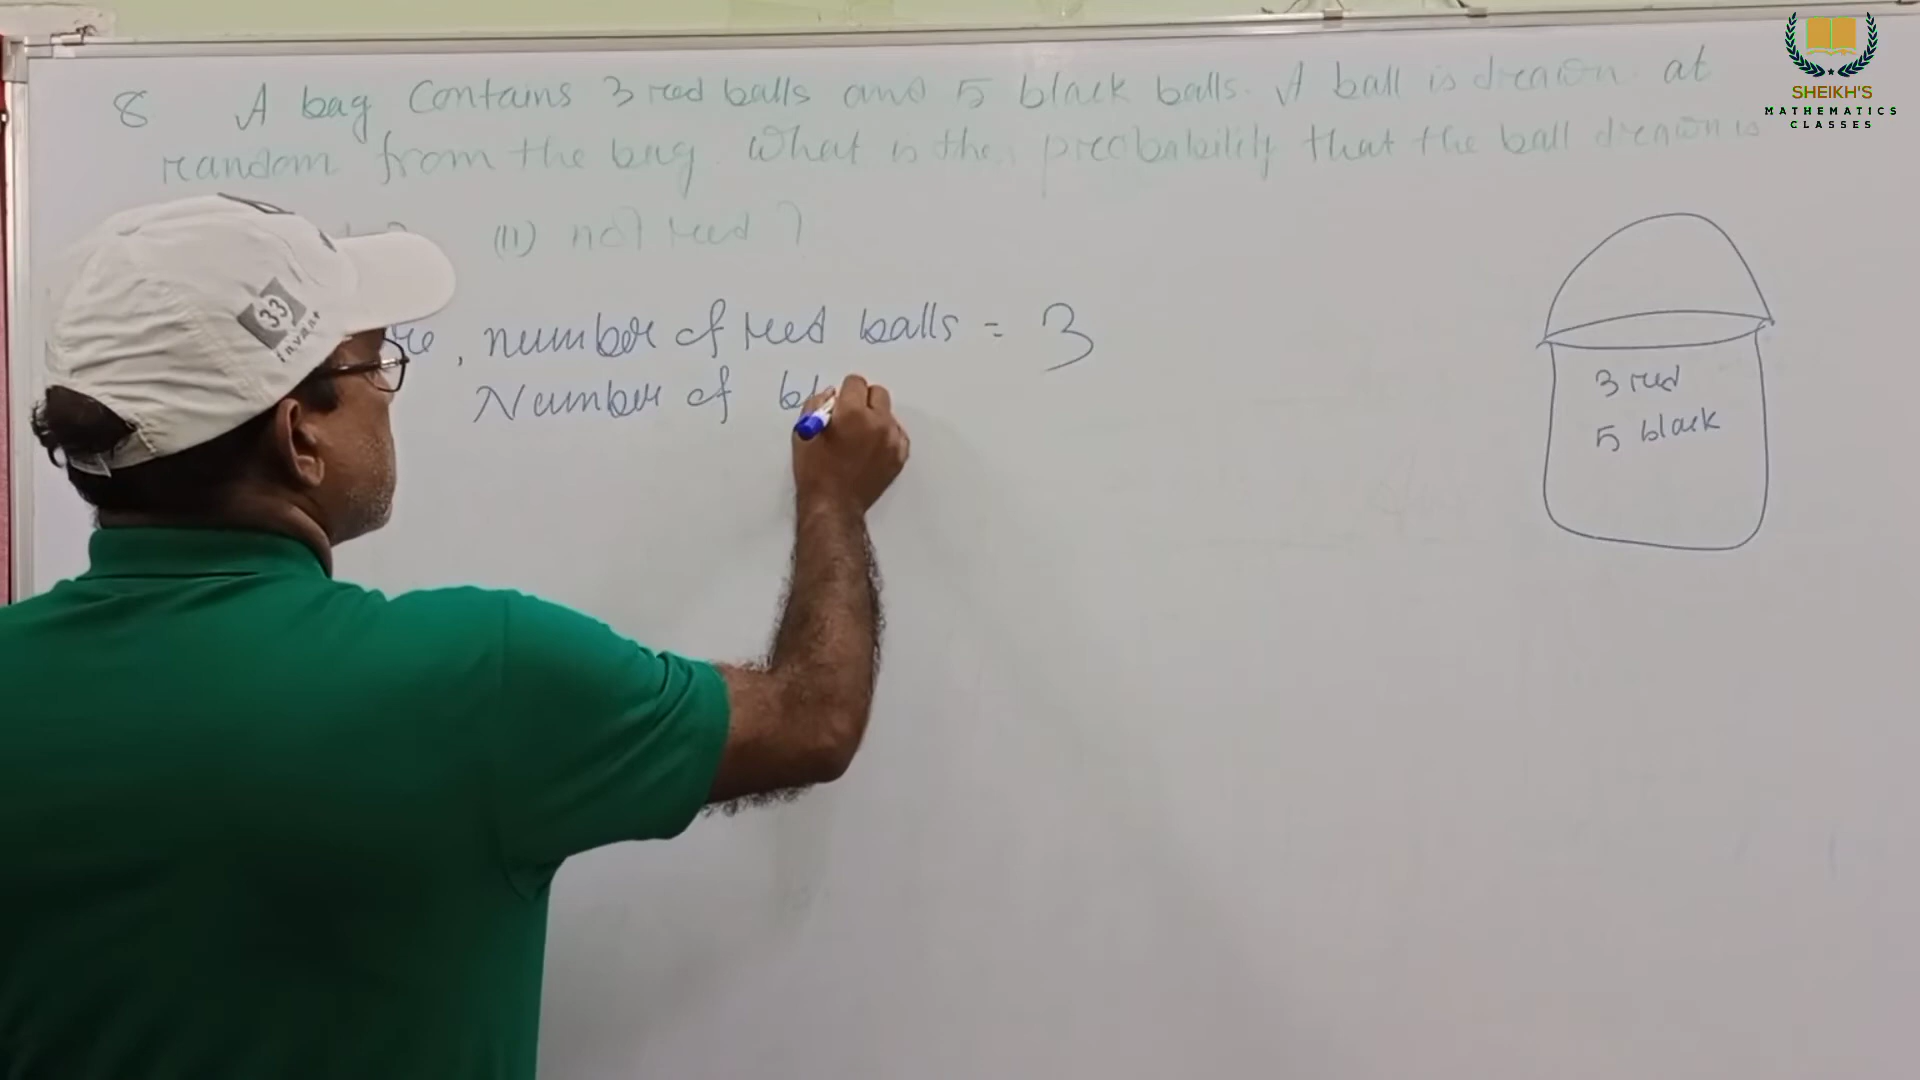 8 A bag contains 3 red balls and 5 black balls. A ball is drawn at
random from the bag. What is the probability that the ball drawn is
(II) not red ?
, number of red balls = 3
Number of bl
3 red
5 black
33
invant
SHEIKH'S
MATHEMATICS
CLASSES